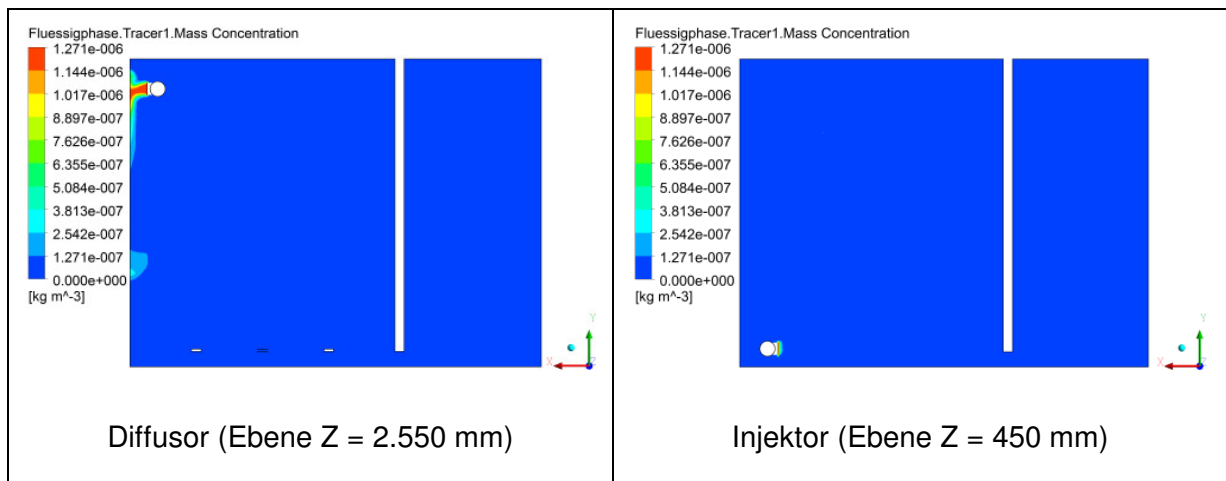 Fluessigphase.Tracer1.Mass Concentration
1.271e-006
1.144e-006
1.017e-006
8.897e-007
7.626e-007
6.355e-007
5.084e-007
3.813e-007
2.542e-007
1.271e-007
0.000e+000
[kg m^-3]
Y
X
Z
Diffusor (Ebene Z = 2.550 mm)
Fluessigphase.Tracer1.Mass Concentration
1.271e-006
1.144e-006
1.017e-006
8.897e-007
7.626e-007
6.355e-007
5.084e-007
3.813e-007
2.542e-007
1.271e-007
0.000e+000
[kg m^-3]
Y
X
Z
Injektor (Ebene Z = 450 mm)